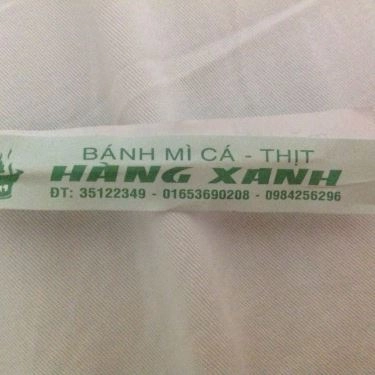 BÁNH MÌ CÁ - THỊT
HÀNG XANH
ĐT: 35122349 - 01653690208 - 0984256296